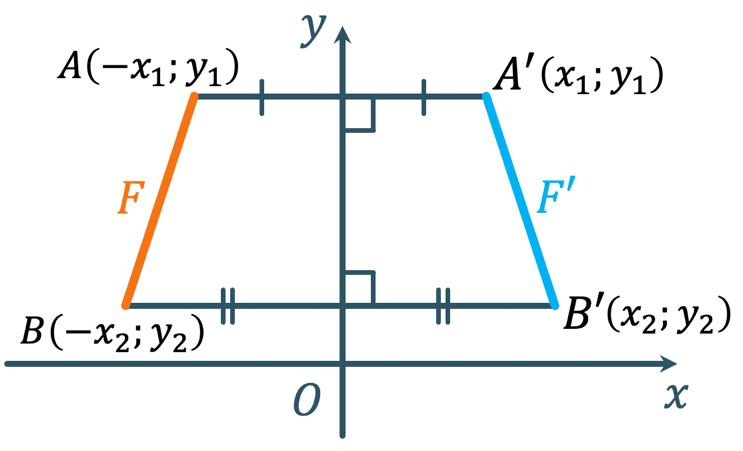 y
A(−x₁; y₁)
A′(x₁; y₁)
F
F′
B(−x₂; y₂)
B′(x₂; y₂)
O
x